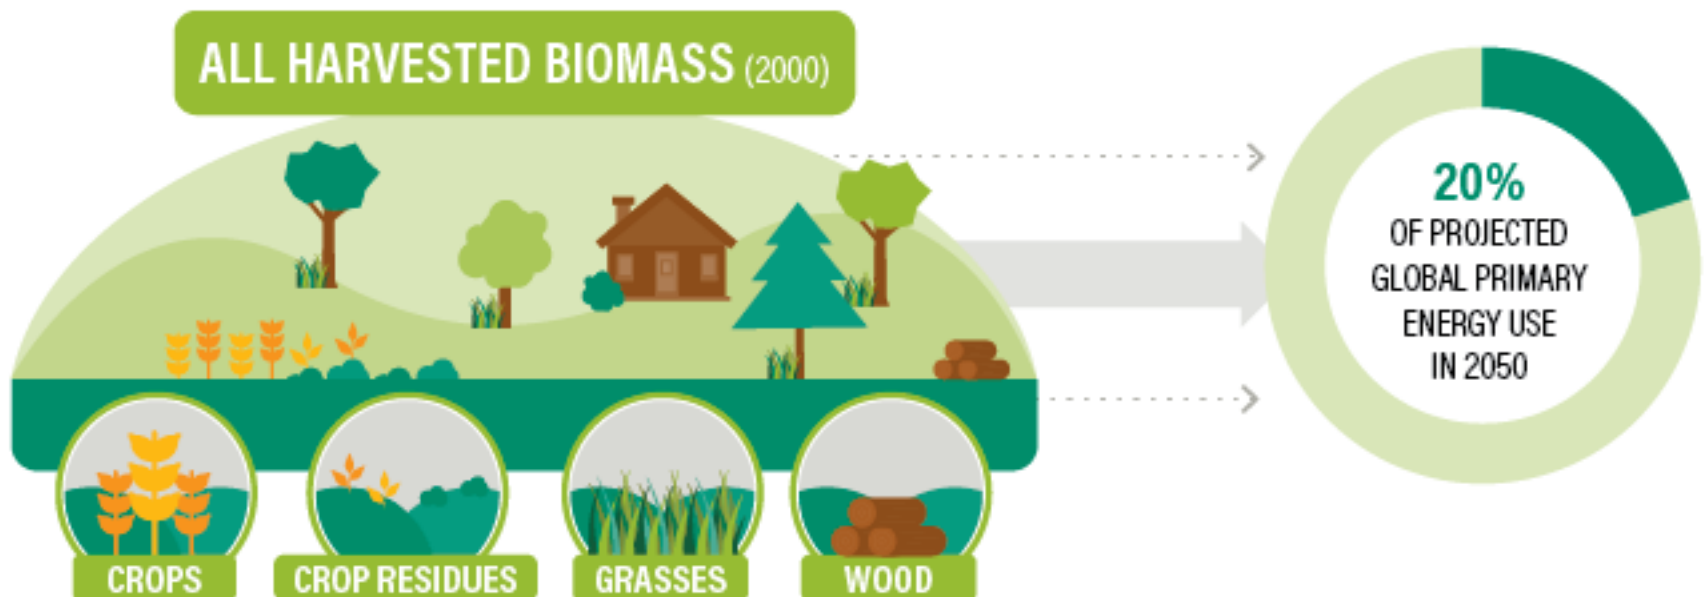 ALL HARVESTED BIOMASS (2000)
20%
OF PROJECTED
GLOBAL PRIMARY
ENERGY USE
IN 2050
CROPS
CROP RESIDUES
GRASSES
WOOD